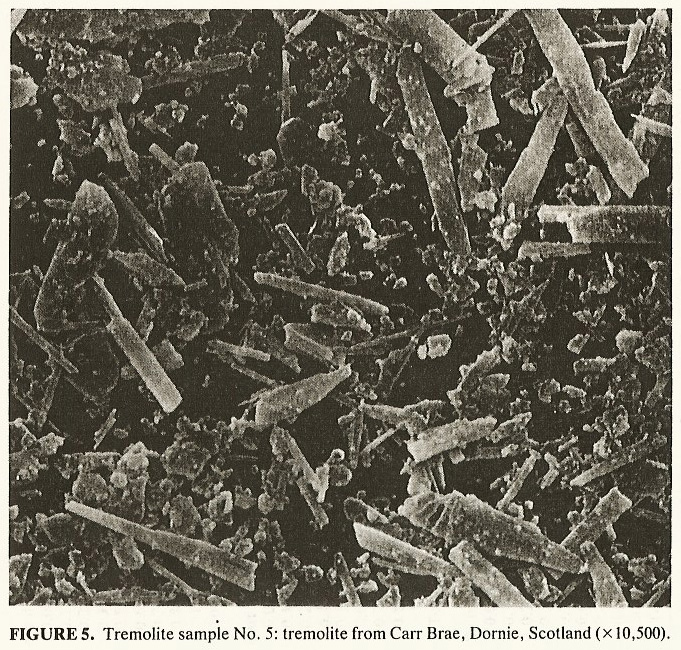 FIGURE 5. Tremolite sample No. 5: tremolite from Carr Brae, Dornie, Scotland (×10,500).